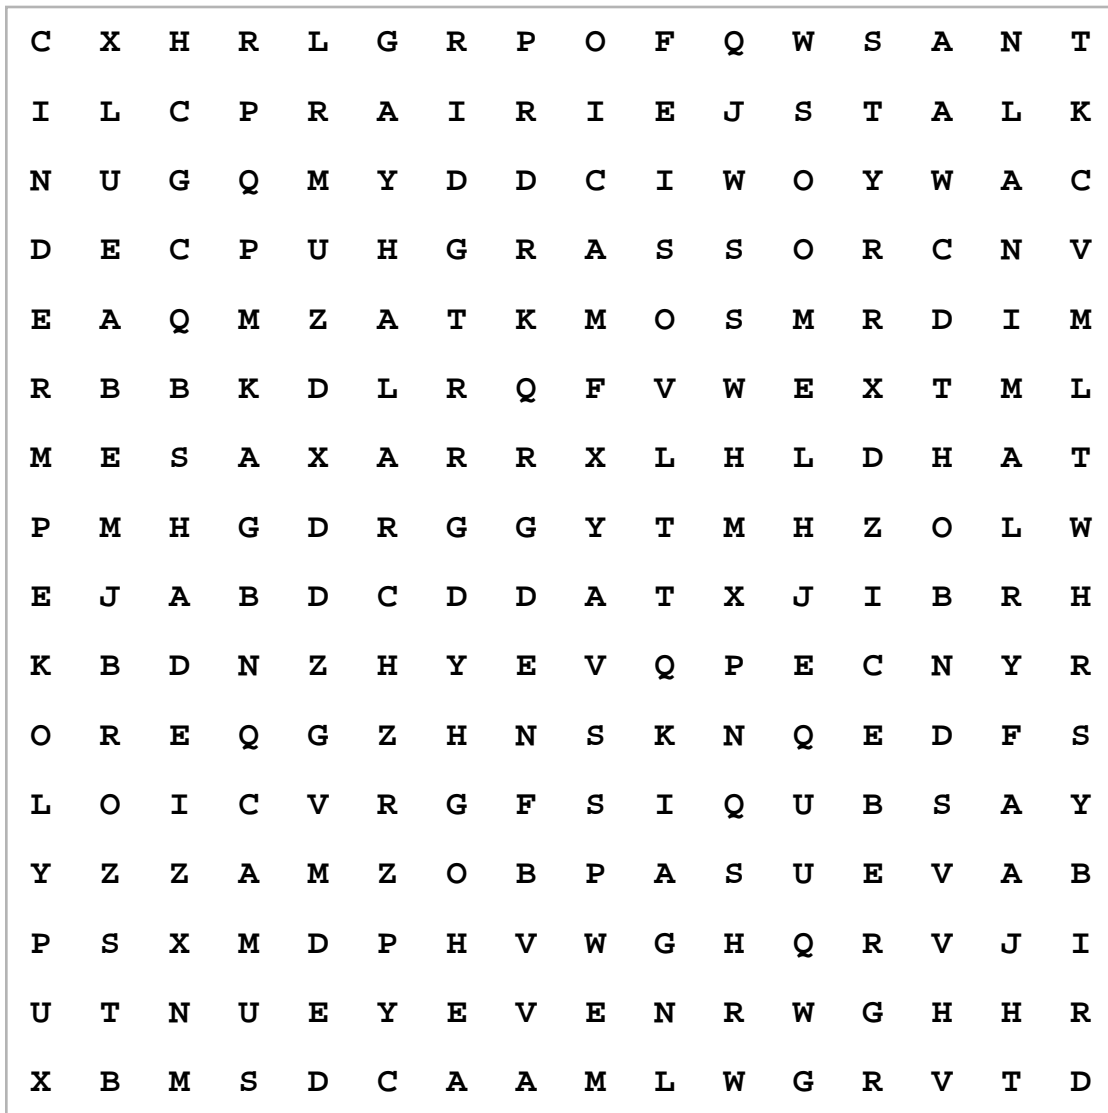 C X H R L G R P O F Q W S A N T
I L C P R A I R I E J S T A L K
N U G Q M Y D D C I W O Y W A C
D E C P U H G R A S S O R C N V
E A Q M Z A T K M O S M R D I M
R B B K D L R Q F V W E X T M L
M E S A X A R R X L H L D H A T
P M H G D R G G Y T M H Z O L W
E J A B D C D D A T X J I B R H
K B D N Z H Y E V Q P E C N Y R
O R E Q G Z H N S K N Q E D F S
L O I C V R G F S I Q U B S A Y
Y Z Z A M Z O B P A S U E V A B
P S X M D P H V W G H Q R V J I
U T N U E Y E V E N R W G H H R
X B M S D C A A M L W G R V T D